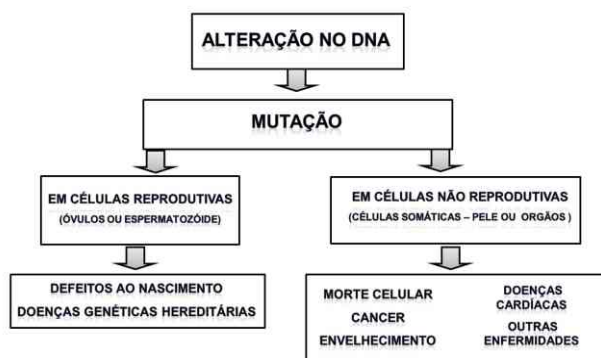 ALTERAÇÃO NO DNA
MUTAÇÃO
EM CÉLULAS REPRODUTIVAS
(ÓVULOS OU ESPERMATOZÓIDE)
EM CÉLULAS NÃO REPRODUTIVAS
(CÉLULAS SOMÁTICAS – PELE OU ORGÃOS )
DEFEITOS AO NASCIMENTO
DOENÇAS GENÉTICAS HEREDITÁRIAS
MORTE CELULAR
CANCER
ENVELHECIMENTO
DOENÇAS
CARDÍACAS
OUTRAS
ENFERMIDADES